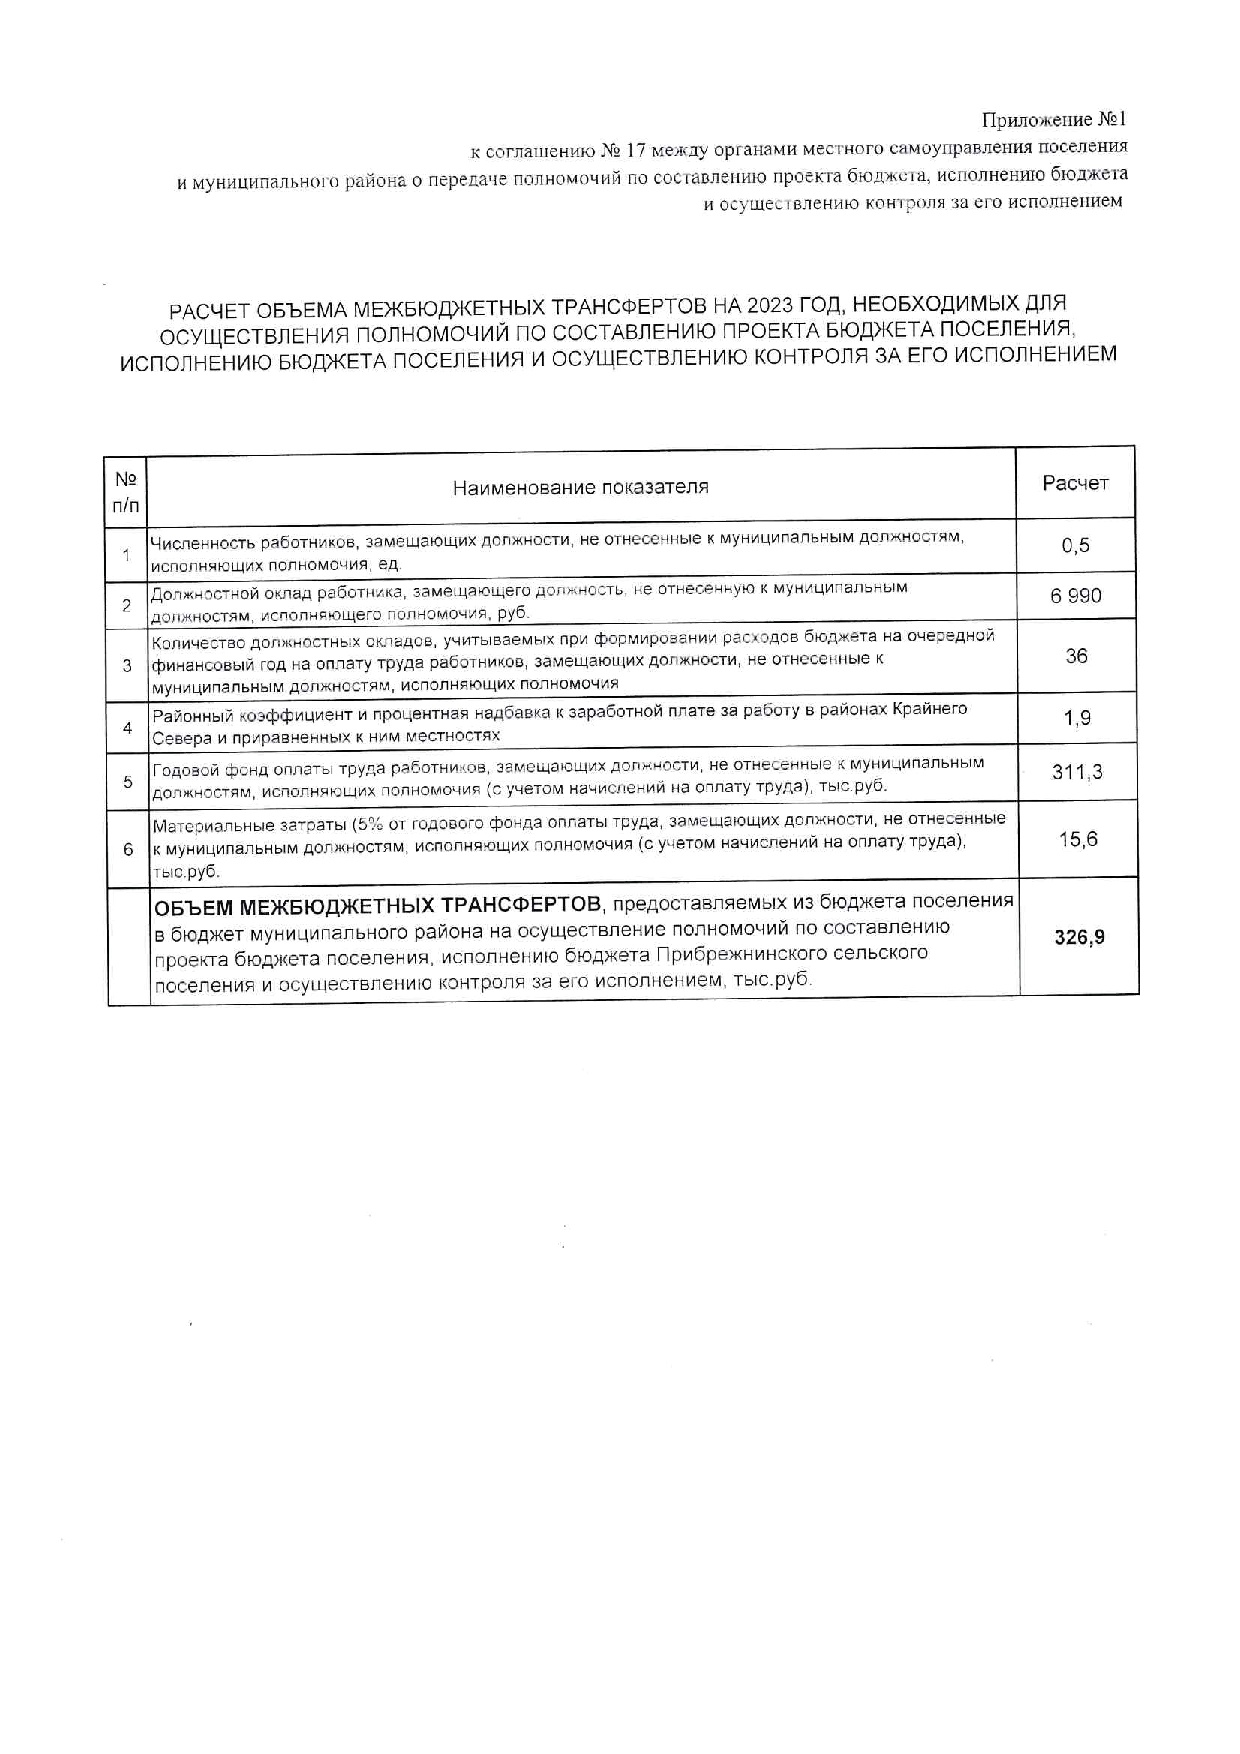 Приложение №1
к соглашению № 17 между органами местного самоуправления поселения
и муниципального района о передаче полномочий по составлению проекта бюджета, исполнению бюджета
и осуществлению контроля за его исполнением
РАСЧЕТ ОБЪЕМА МЕЖБЮДЖЕТНЫХ ТРАНСФЕРТОВ НА 2023 ГОД, НЕОБХОДИМЫХ ДЛЯ
ОСУЩЕСТВЛЕНИЯ ПОЛНОМОЧИЙ ПО СОСТАВЛЕНИЮ ПРОЕКТА БЮДЖЕТА ПОСЕЛЕНИЯ,
ИСПОЛНЕНИЮ БЮДЖЕТА ПОСЕЛЕНИЯ И ОСУЩЕСТВЛЕНИЮ КОНТРОЛЯ ЗА ЕГО ИСПОЛНЕНИЕМ
№
п/п
Наименование показателя
Расчет
1
Численность работников, замещающих должности, не отнесенные к муниципальным должностям,
исполняющих полномочия, ед.
0,5
2
Должностной оклад работника, замещающего должность, не отнесенную к муниципальным
должностям, исполняющего полномочия, руб.
6 990
3
Количество должностных окладов, учитываемых при формировании расходов бюджета на очередной
финансовый год на оплату труда работников, замещающих должности, не отнесенные к
муниципальным должностям, исполняющих полномочия
36
4
Районный коэффициент и процентная надбавка к заработной плате за работу в районах Крайнего
Севера и приравненных к ним местностях
1,9
5
Годовой фонд оплаты труда работников, замещающих должности, не отнесенные к муниципальным
должностям, исполняющих полномочия (с учетом начислений на оплату труда), тыс.руб.
311,3
6
Материальные затраты (5% от годового фонда оплаты труда, замещающих должности, не отнесенные
к муниципальным должностям, исполняющих полномочия (с учетом начислений на оплату труда),
тыс.руб.
15,6
ОБЪЕМ МЕЖБЮДЖЕТНЫХ ТРАНСФЕРТОВ, предоставляемых из бюджета поселения
в бюджет муниципального района на осуществление полномочий по составлению
проекта бюджета поселения, исполнению бюджета Прибрежнинского сельского
поселения и осуществлению контроля за его исполнением, тыс.руб.
326,9